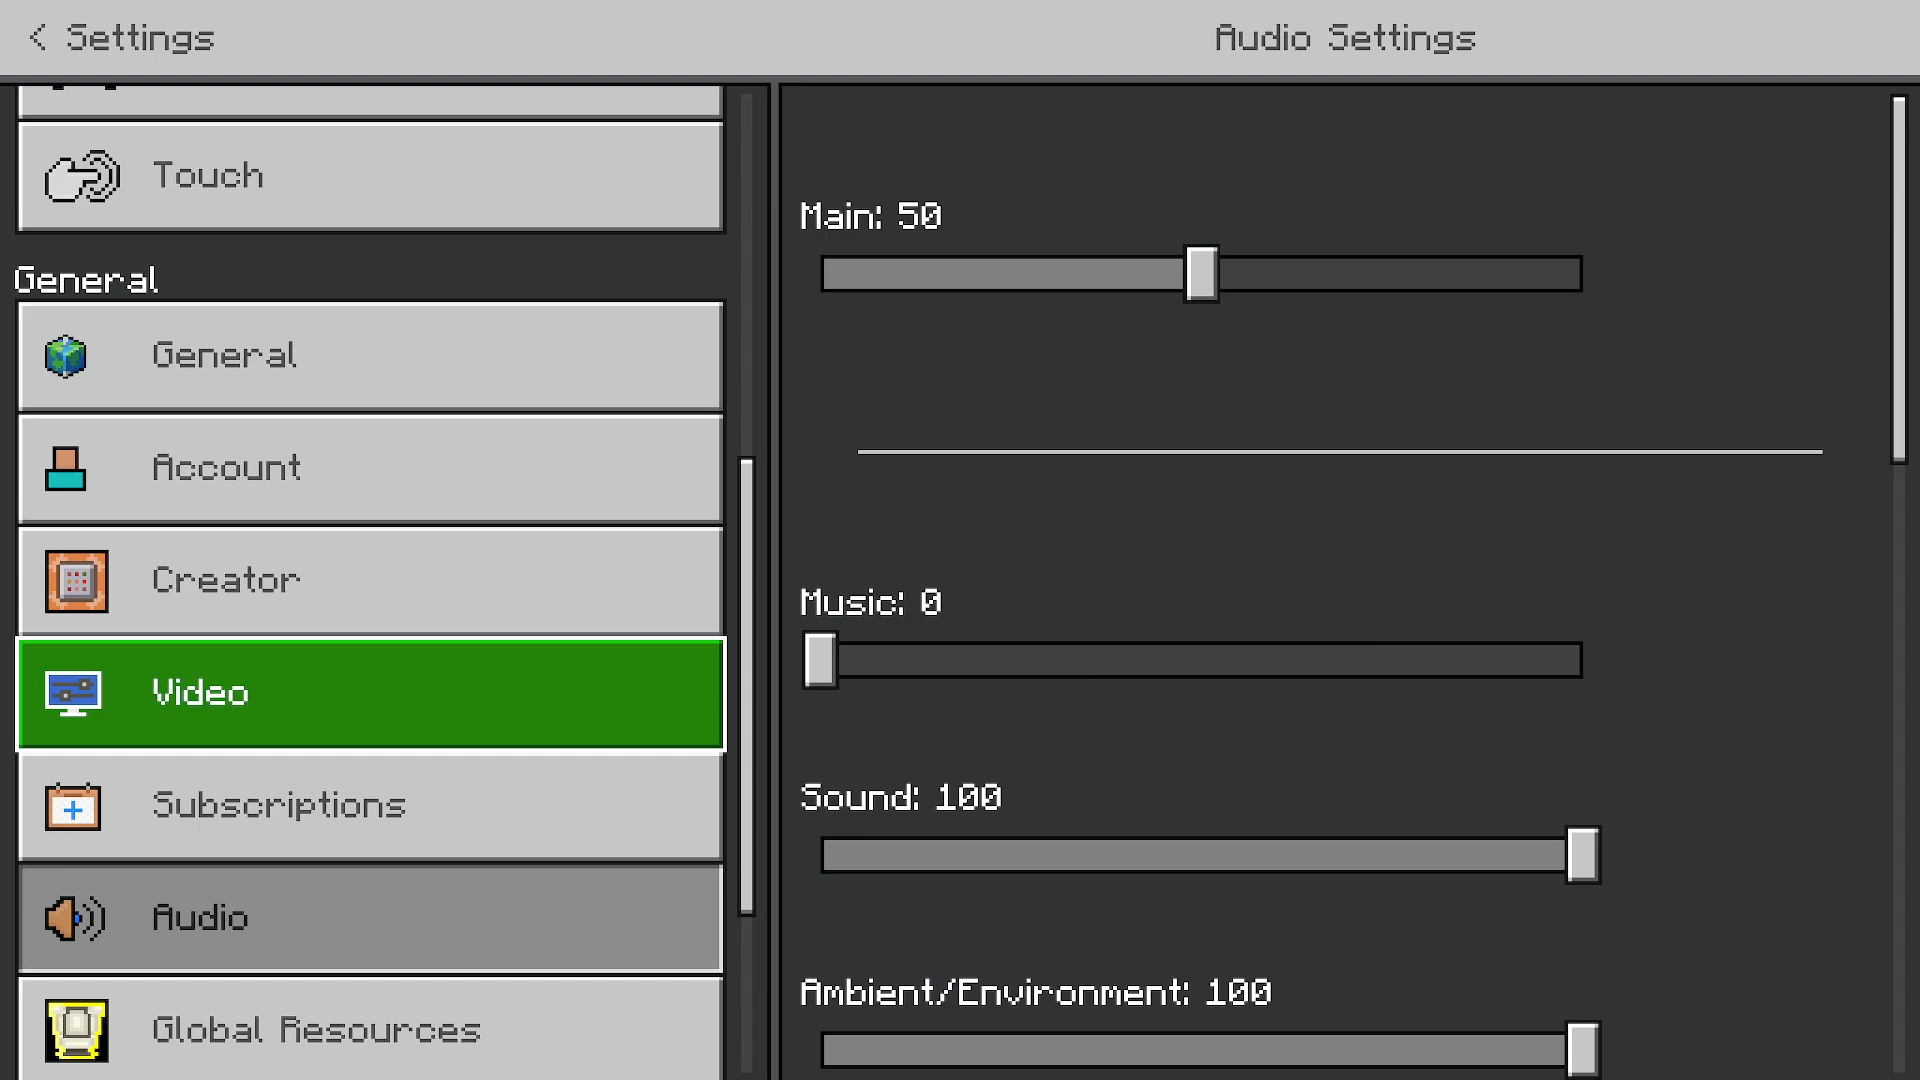 < Settings
Audio Settings
Touch
General
General
Account
Creator
Video
Subscriptions
Audio
Global Resources
Main: 50
Music: 0
Sound: 100
Ambient/Environment: 100